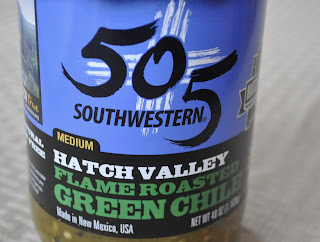 505
SOUTHWESTERN®
MEDIUM
HATCH VALLEY
FLAME ROASTED
GREEN CHILE
Made in New Mexico, USA
NET WT 40 OZ